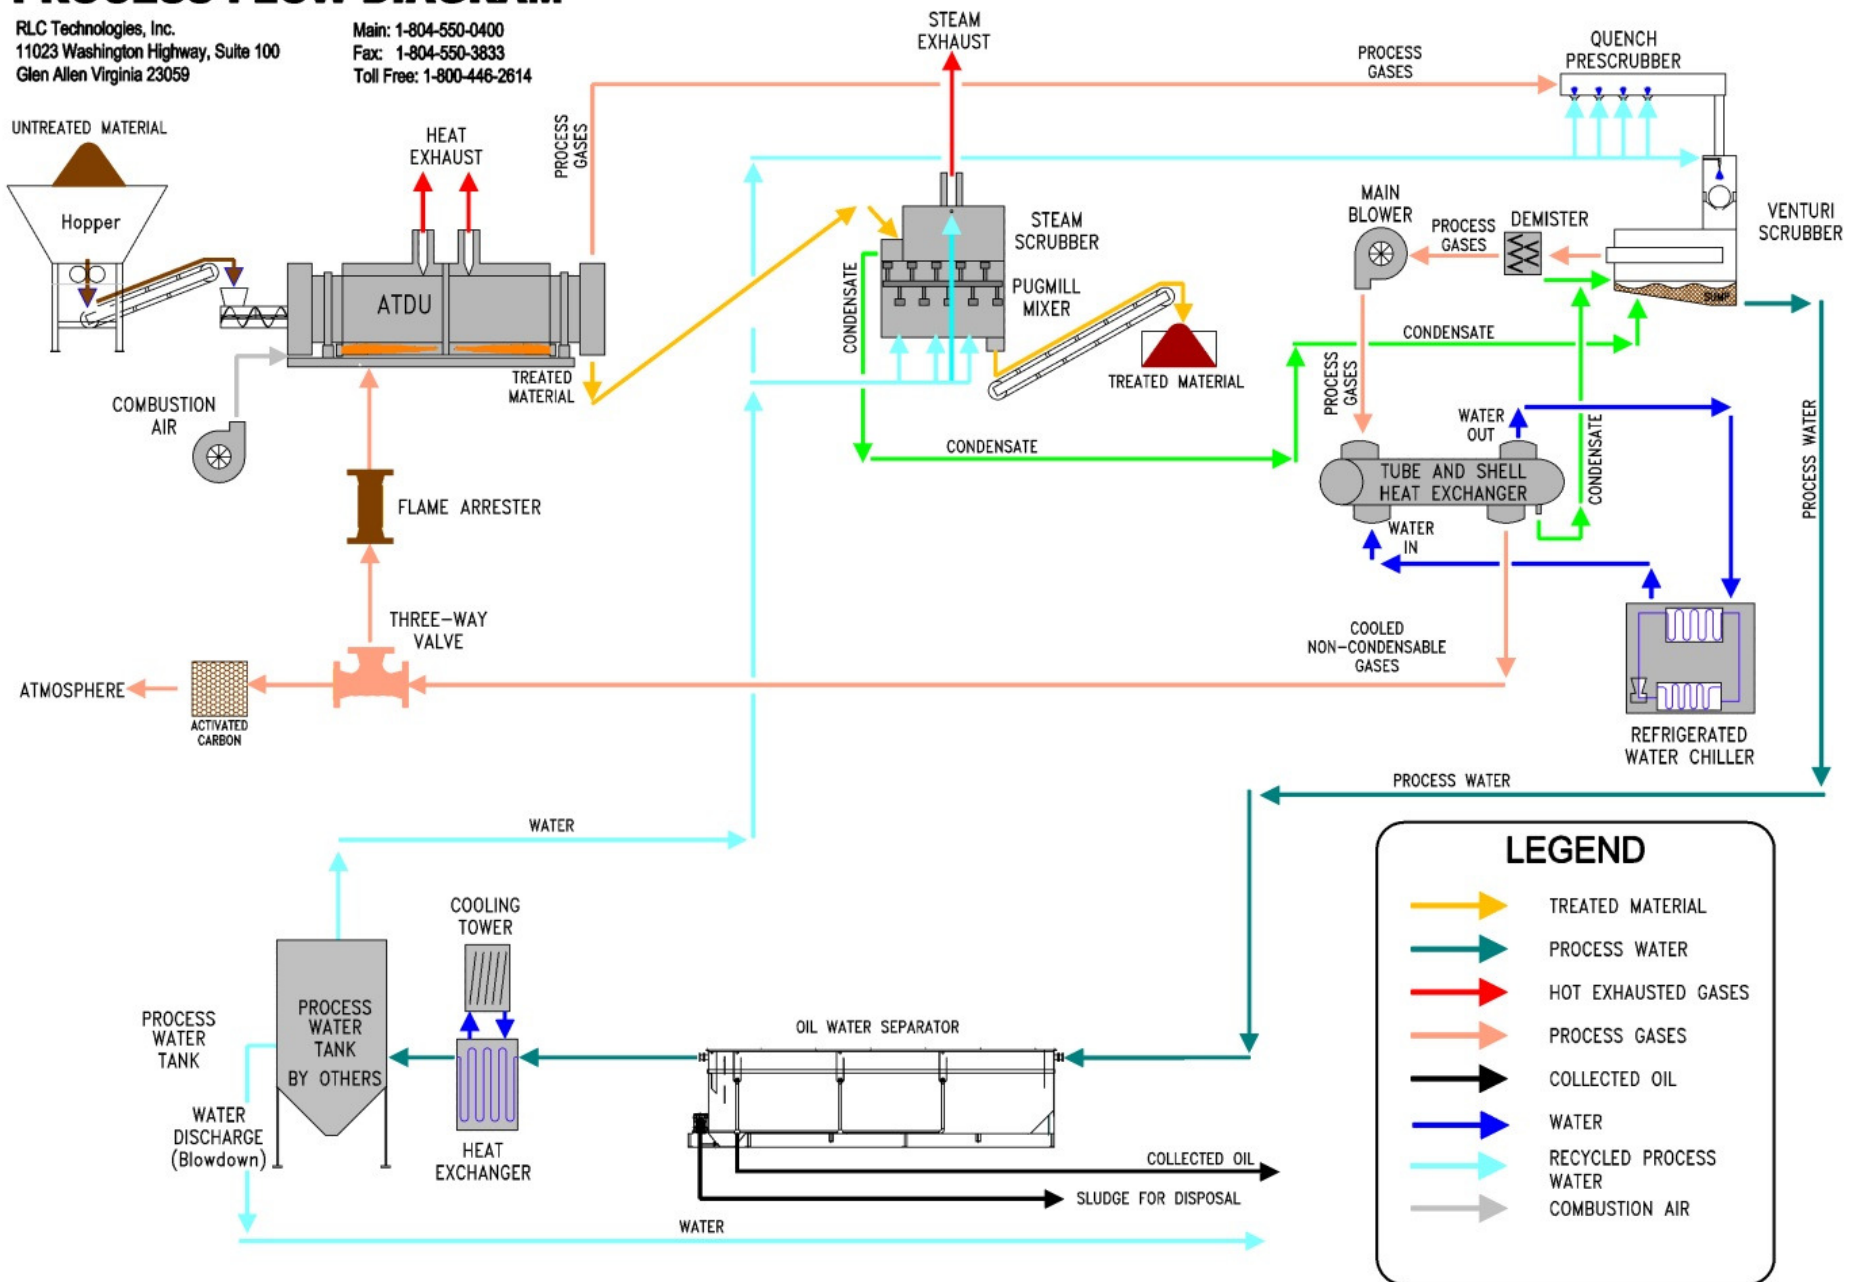 PROCESS FLOW DIAGRAM
RLC Technologies, Inc.
11023 Washington Highway, Suite 100
Glen Allen Virginia 23059
Main: 1-804-550-0400
Fax: 1-804-550-3833
Toll Free: 1-800-446-2614
UNTREATED MATERIAL
Hopper
HEAT
EXHAUST
ATDU
COMBUSTION
AIR
PROCESS
GASES
TREATED
MATERIAL
FLAME ARRESTER
THREE-WAY
VALVE
ATMOSPHERE
ACTIVATED
CARBON
STEAM
EXHAUST
STEAM
SCRUBBER
PUGMILL
MIXER
CONDENSATE
TREATED MATERIAL
CONDENSATE
CONDENSATE
PROCESS
GASES
QUENCH
PRESCRUBBER
VENTURI
SCRUBBER
SUMP
MAIN
BLOWER
PROCESS
GASES
DEMISTER
PROCESS
GASES
WATER
OUT
TUBE AND SHELL
HEAT EXCHANGER
CONDENSATE
WATER
IN
COOLED
NON-CONDENSABLE
GASES
REFRIGERATED
WATER CHILLER
PROCESS WATER
PROCESS WATER
WATER
COOLING
TOWER
HEAT
EXCHANGER
PROCESS
WATER
TANK
PROCESS
WATER
TANK
BY OTHERS
WATER
DISCHARGE
(Blowdown)
OIL WATER SEPARATOR
COLLECTED OIL
SLUDGE FOR DISPOSAL
WATER
LEGEND
TREATED MATERIAL
PROCESS WATER
HOT EXHAUSTED GASES
PROCESS GASES
COLLECTED OIL
WATER
RECYCLED PROCESS
WATER
COMBUSTION AIR